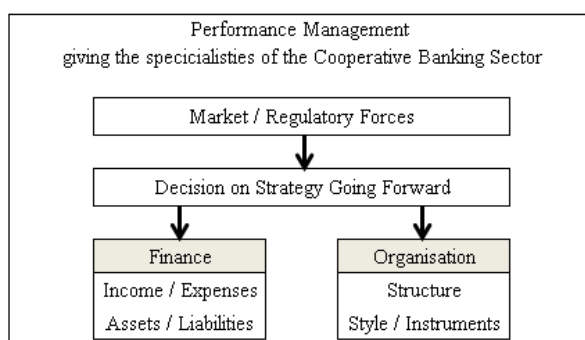 Performance Management
giving the specicialisties of the Cooperative Banking Sector
Market / Regulatory Forces
Decision on Strategy Going Forward
Finance
Income / Expenses
Assets / Liabilities
Organisation
Structure
Style / Instruments